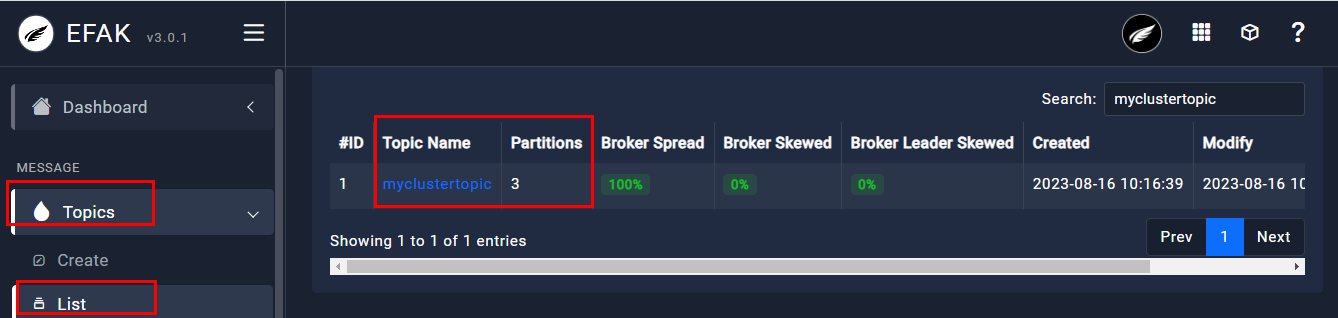 EFAK v3.0.1
Dashboard
MESSAGE
Topics
Create
List
?
Search: myclustertopic
#ID Topic Name Partitions Broker Spread Broker Skewed Broker Leader Skewed Created Modify
1 myclustertopic 3 100% 0% 0% 2023-08-16 10:16:39 2023-08-16 10
Showing 1 to 1 of 1 entries
Prev 1 Next